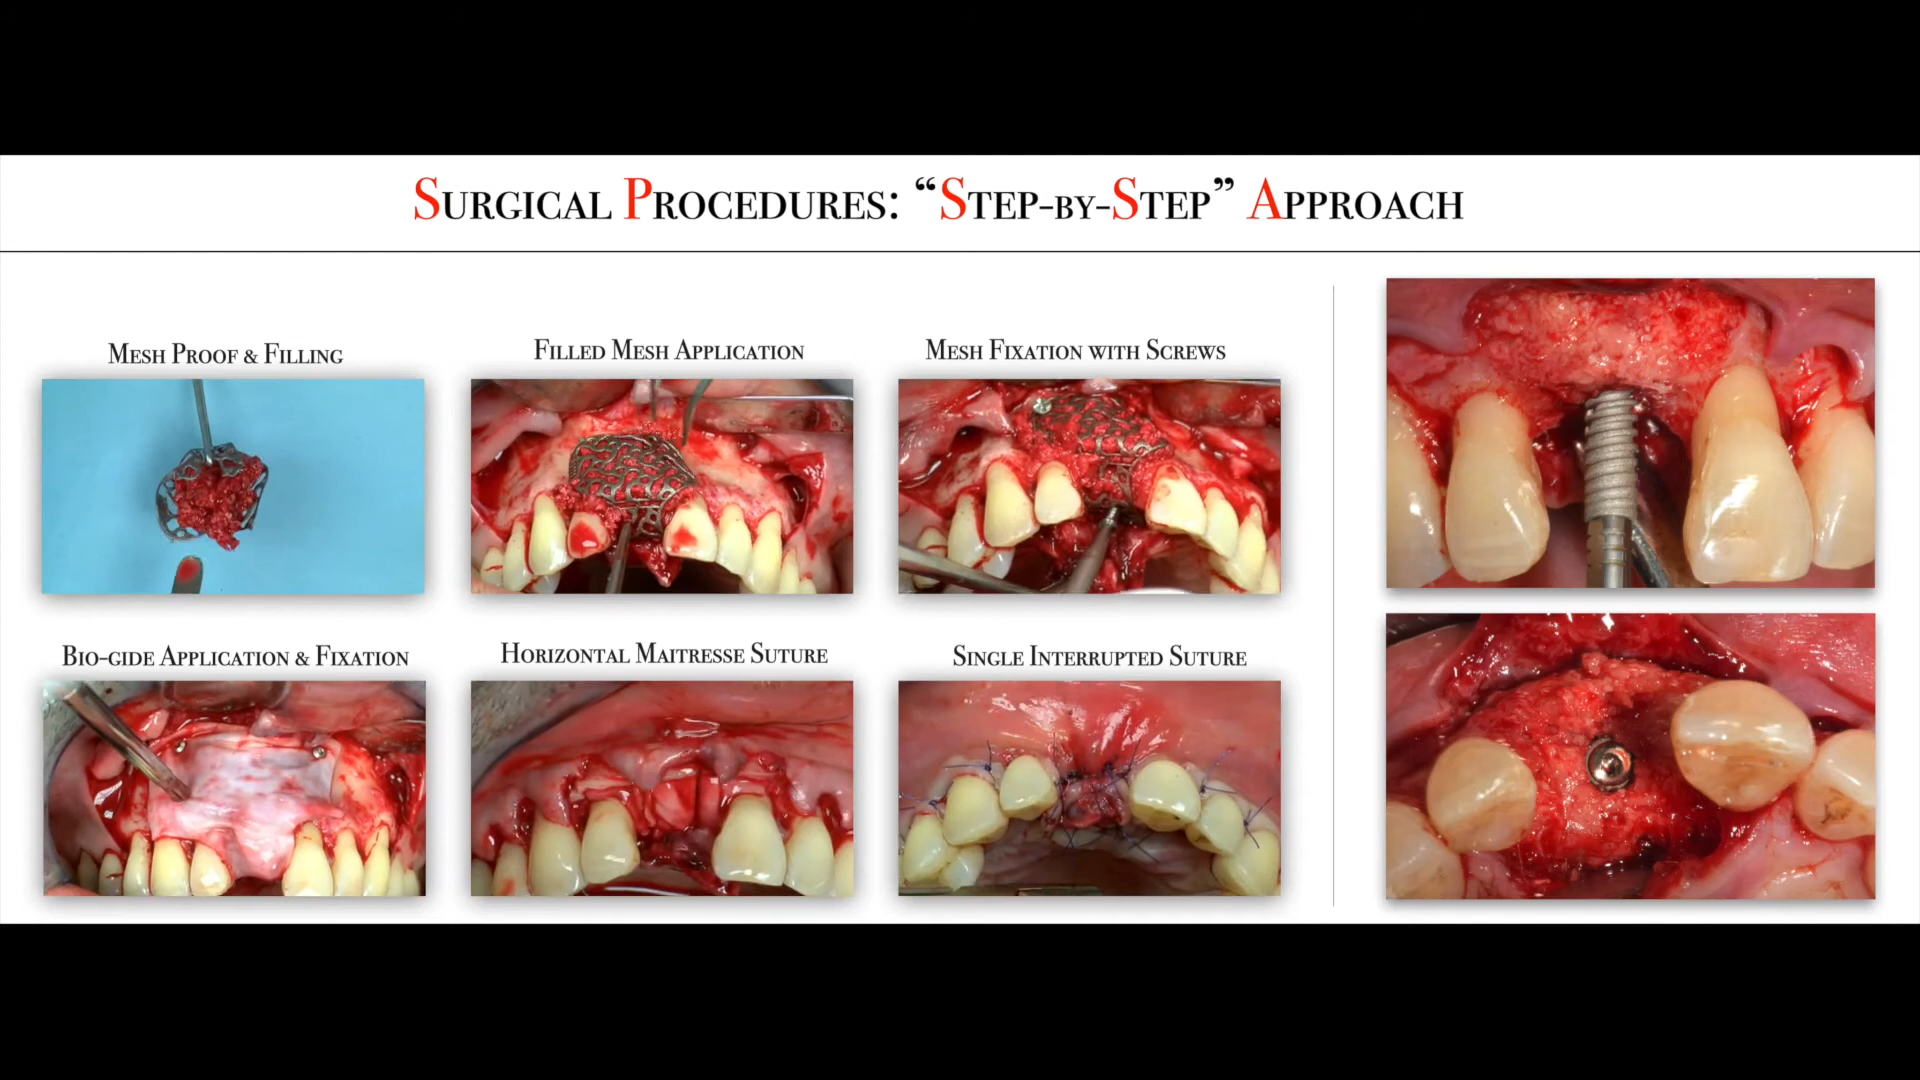 Surgical Procedures: “Step-by-Step” Approach
Mesh Proof & Filling
Filled Mesh Application
Mesh Fixation with Screws
Bio-gide Application & Fixation
Horizontal Maitresse Suture
Single Interrupted Suture